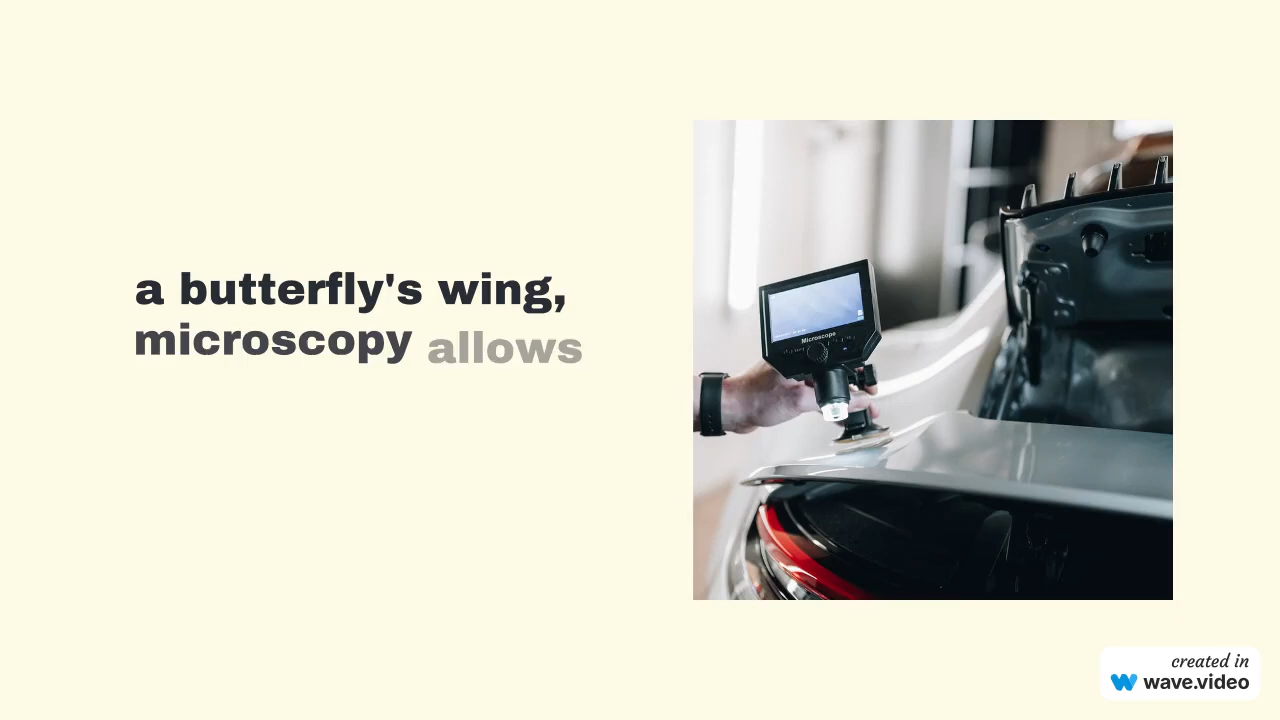 a butterfly's wing,
microscopy allows
Microscope
created in
wave.video